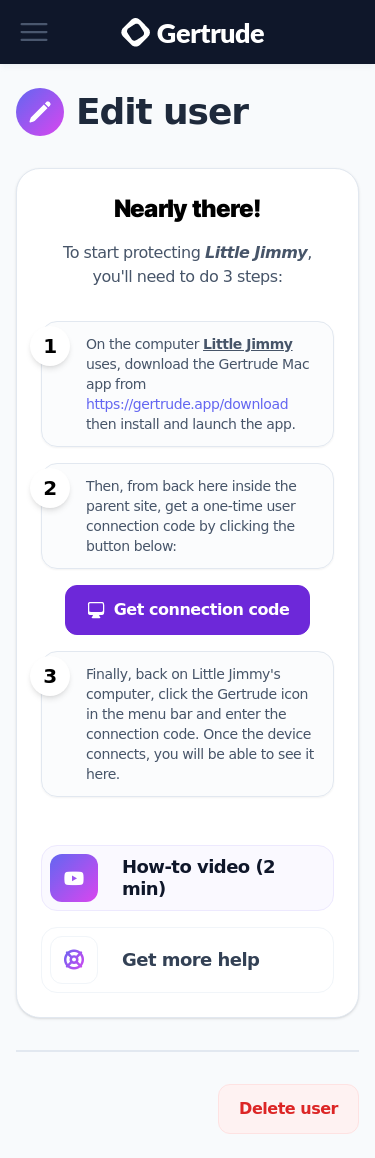 Gertrude
Edit user
Nearly there!
To start protecting Little Jimmy,
you'll need to do 3 steps:
1
On the computer Little Jimmy
uses, download the Gertrude Mac
app from
https://gertrude.app/download
then install and launch the app.
2
Then, from back here inside the
parent site, get a one-time user
connection code by clicking the
button below:
Get connection code
3
Finally, back on Little Jimmy's
computer, click the Gertrude icon
in the menu bar and enter the
connection code. Once the device
connects, you will be able to see it
here.
How-to video (2
min)
Get more help
Delete user